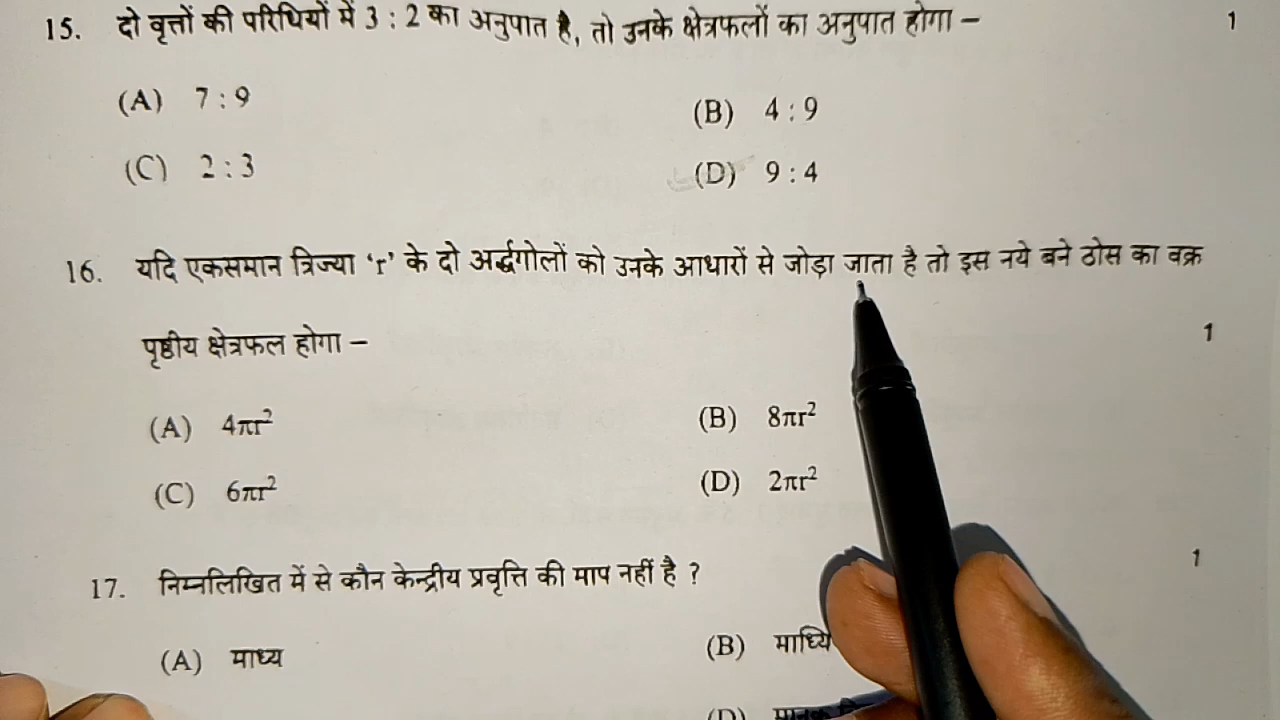 15. दो वृत्तों की परिधियों में 3 : 2 का अनुपात है, तो उनके क्षेत्रफलों का अनुपात होगा – 1
(A) 7 : 9 (B) 4 : 9
(C) 2 : 3 (D) 9 : 4
16. यदि एकसमान त्रिज्या 'r' के दो अर्द्धगोलों को उनके आधारों से जोड़ा जाता है तो इस नये बने ठोस का वक्र
पृष्ठीय क्षेत्रफल होगा – 1
(A) 4πr² (B) 8πr²
(C) 6πr² (D) 2πr²
17. निम्नलिखित में से कौन केन्द्रीय प्रवृत्ति की माप नहीं है ? 1
(A) माध्य (B)
(D)